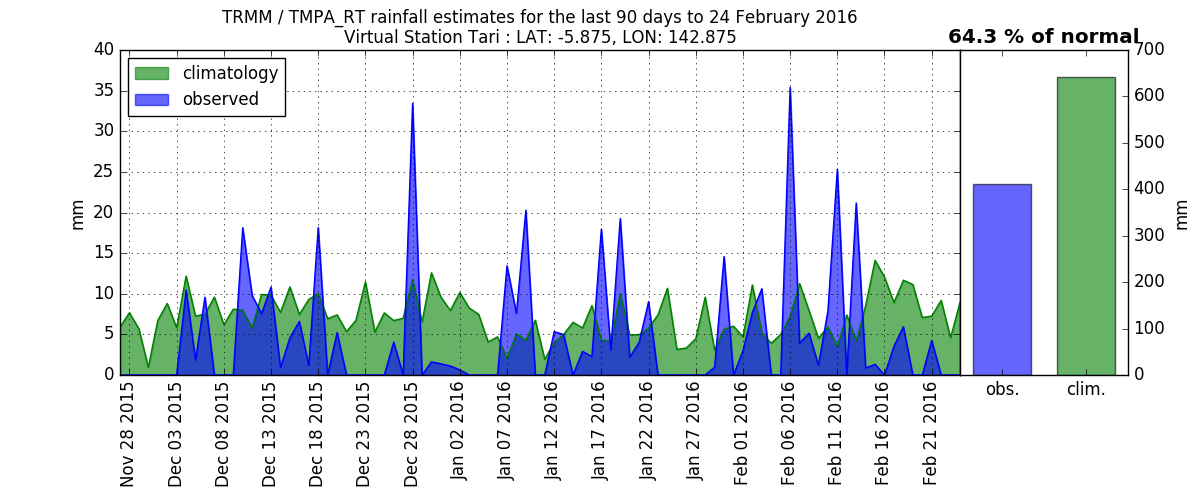 TRMM / TMPA_RT rainfall estimates for the last 90 days to 24 February 2016
Virtual Station Tari : LAT: -5.875, LON: 142.875
64.3 % of normal
climatology
observed
mm
40
35
30
25
20
15
10
5
0
Nov 28 2015
Dec 03 2015
Dec 08 2015
Dec 13 2015
Dec 18 2015
Dec 23 2015
Dec 28 2015
Jan 02 2016
Jan 07 2016
Jan 12 2016
Jan 17 2016
Jan 22 2016
Jan 27 2016
Feb 01 2016
Feb 06 2016
Feb 11 2016
Feb 16 2016
Feb 21 2016
700
600
500
400
300
200
100
0
mm
obs.
clim.